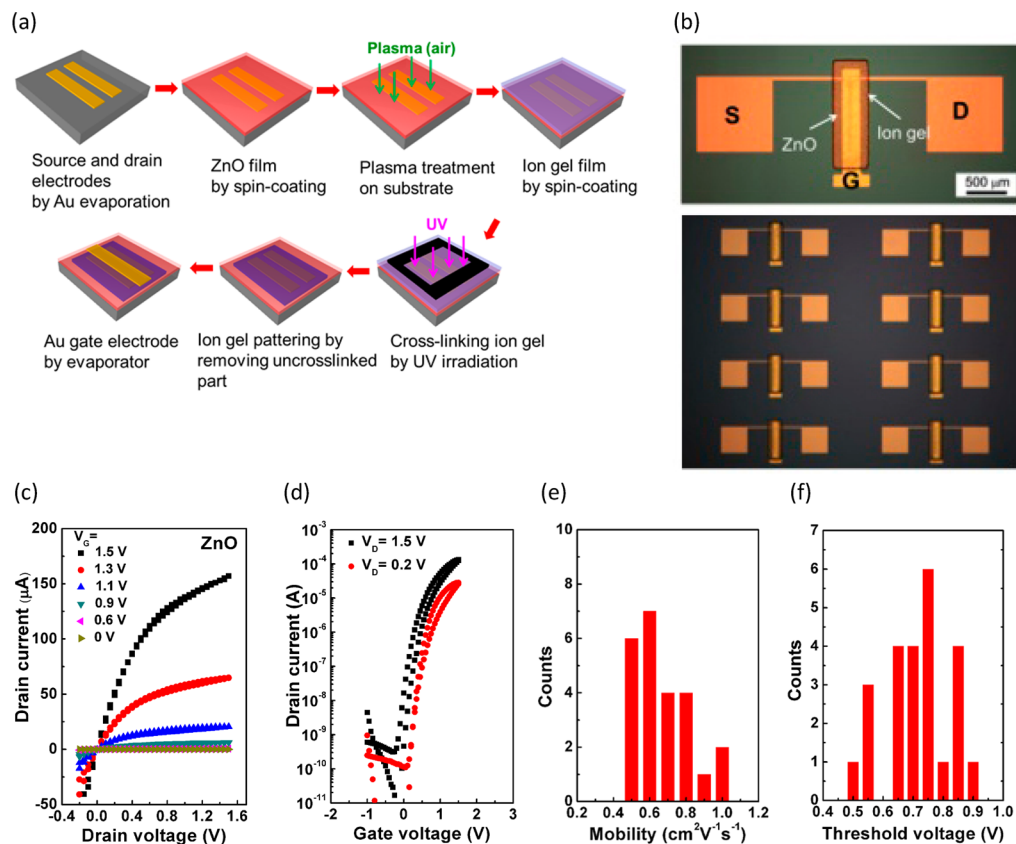 (a)
Source and drain
electrodes
by Au evaporation
ZnO film
by spin-coating
Plasma (air)
Plasma treatment
on substrate
Ion gel film
by spin-coating
UV
Au gate electrode
by evaporator
Ion gel pattering by
removing uncrosslinked
part
Cross-linking ion gel
by UV irradiation
(b)
S
D
ZnO
Ion gel
G
500 μm
(c)
200
150
100
50
0
-50
Drain current (μA)
V_G=
ZnO
1.5 V
1.3 V
1.1 V
0.9 V
0.6 V
0 V
-0.4 0.0 0.4 0.8 1.2 1.6
Drain voltage (V)
(d)
10⁻³
10⁻⁴
10⁻⁵
10⁻⁶
10⁻⁷
10⁻⁸
10⁻⁹
10⁻¹⁰
10⁻¹¹
Drain current (A)
V_D= 1.5 V
V_D= 0.2 V
-2 -1 0 1 2 3
Gate voltage (V)
(e)
10
8
6
4
2
0
Counts
0.2 0.4 0.6 0.8 1.0 1.2
Mobility (cm²V⁻¹s⁻¹)
(f)
7
6
5
4
3
2
1
0
Counts
0.4 0.5 0.6 0.7 0.8 0.9 1.0
Threshold voltage (V)